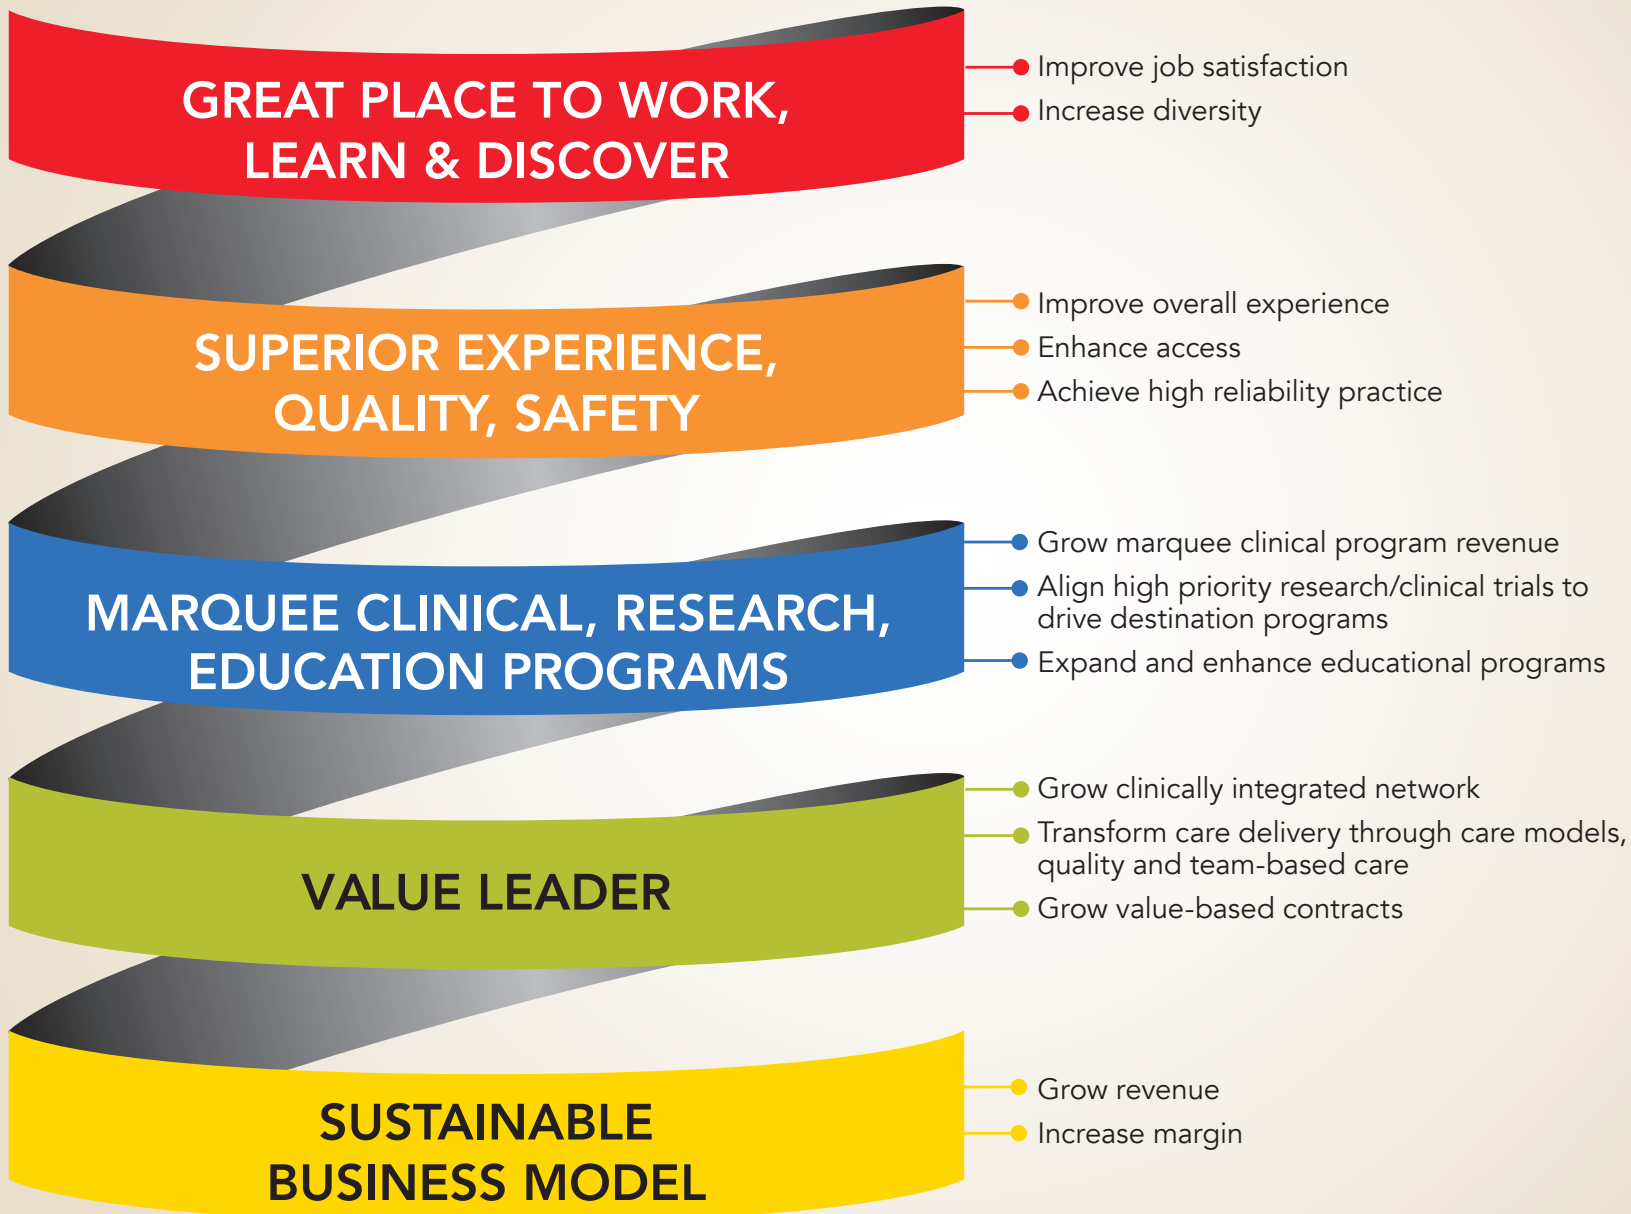 GREAT PLACE TO WORK,
LEARN & DISCOVER
Improve job satisfaction
Increase diversity
SUPERIOR EXPERIENCE,
QUALITY, SAFETY
Improve overall experience
Enhance access
Achieve high reliability practice
MARQUEE CLINICAL, RESEARCH,
EDUCATION PROGRAMS
Grow marquee clinical program revenue
Align high priority research/clinical trials to
drive destination programs
Expand and enhance educational programs
VALUE LEADER
Grow clinically integrated network
Transform care delivery through care models,
quality and team-based care
Grow value-based contracts
SUSTAINABLE
BUSINESS MODEL
Grow revenue
Increase margin